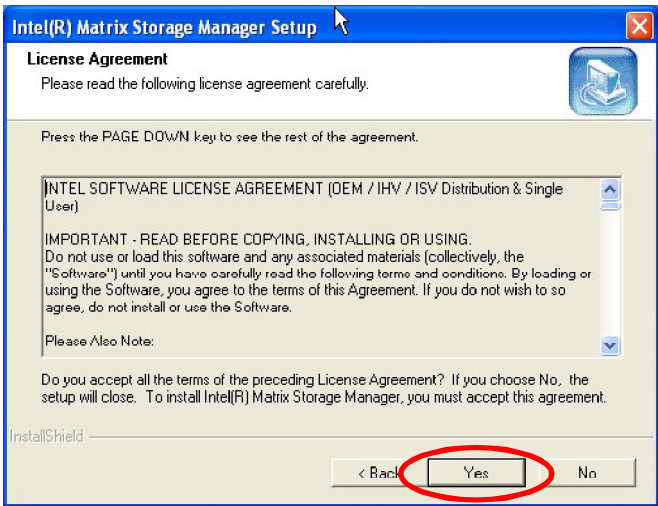 Intel(R) Matrix Storage Manager Setup
License Agreement
Please read the following license agreement carefully.
Press the PAGE DOWN key to see the rest of the agreement.
INTEL SOFTWARE LICENSE AGREEMENT (OEM / IHV / ISV Distribution & Single
User)
IMPORTANT - READ BEFORE COPYING, INSTALLING OR USING.
Do not use or load this software and any associated materials (collectively, the
"Software") until you have carefully read the following terms and conditions. By loading or
using the Software, you agree to the terms of this Agreement. If you do not wish to so
agree, do not install or use the Software.
Please Also Note:
Do you accept all the terms of the preceding License Agreement? If you choose No, the
setup will close. To install Intel(R) Matrix Storage Manager, you must accept this agreement.
InstallShield
< Back Yes No